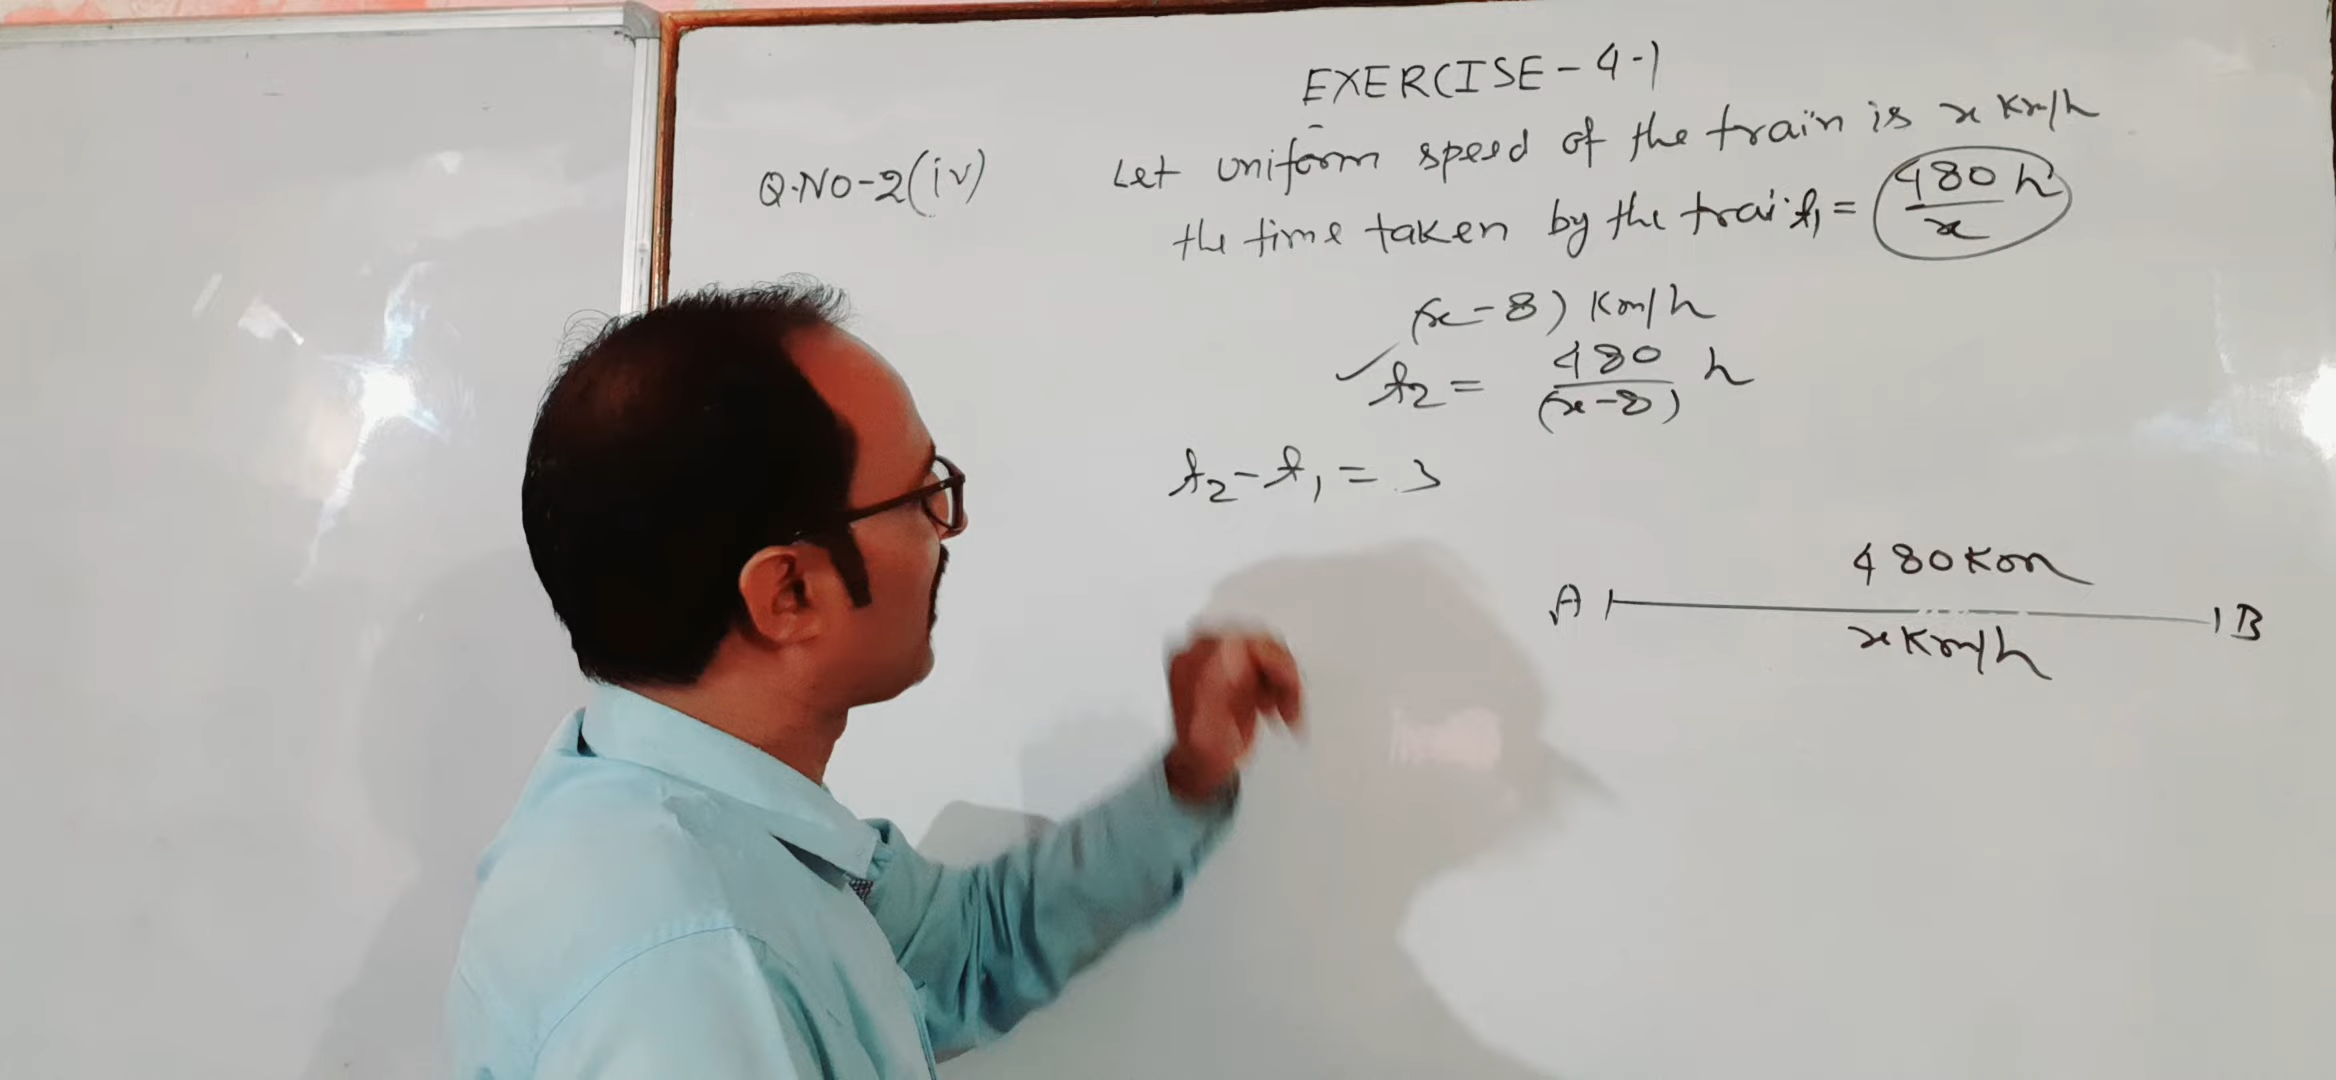 EXERCISE - 4.1
Q.NO-2(iv)
Let uniform speed of the train is x Km/h
the time taken by the trai t₁ = 480/x h
(x-8) Km/h
✓ t₂ = 480/(x-8) h
t₂ - t₁ = 3
480 Km
A B
x Km/h